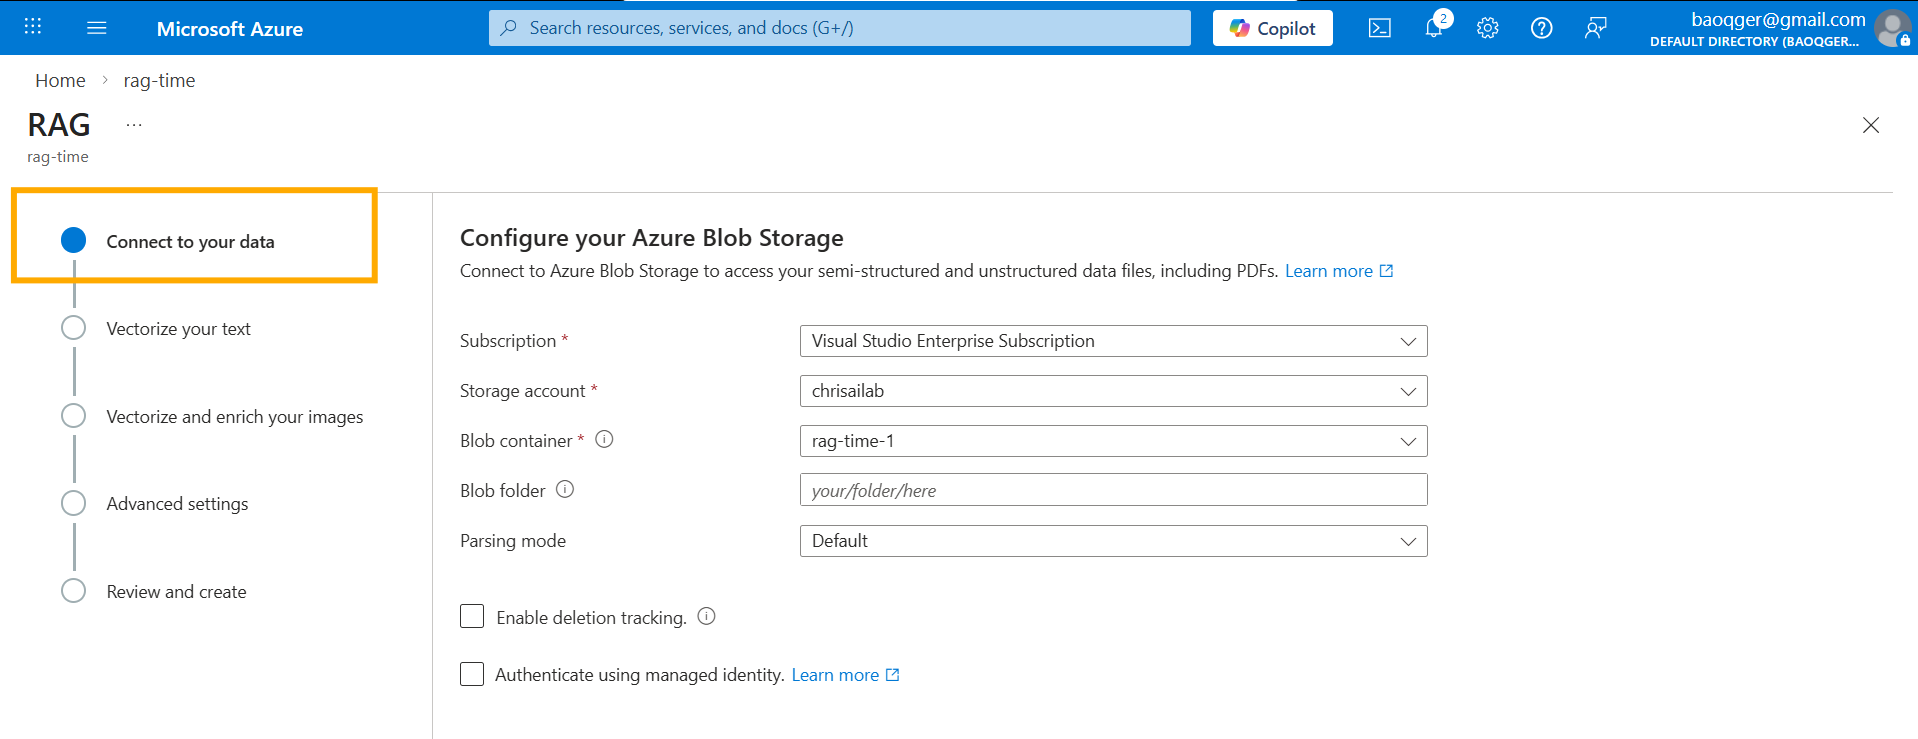 Microsoft Azure
Search resources, services, and docs (G+/)
Copilot
2
baoqger@gmail.com
DEFAULT DIRECTORY (BAOQGER...
Home > rag-time
RAG ...
rag-time
Connect to your data
Vectorize your text
Vectorize and enrich your images
Advanced settings
Review and create
Configure your Azure Blob Storage
Connect to Azure Blob Storage to access your semi-structured and unstructured data files, including PDFs. Learn more
Subscription * Visual Studio Enterprise Subscription
Storage account * chrisailab
Blob container * rag-time-1
Blob folder your/folder/here
Parsing mode Default
Enable deletion tracking.
Authenticate using managed identity. Learn more